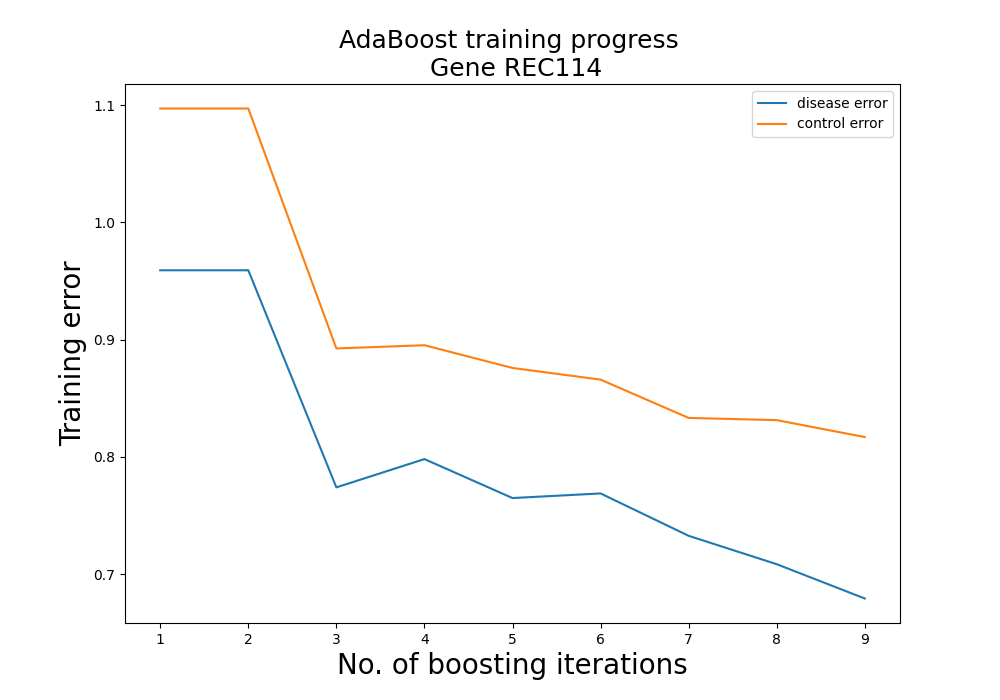 AdaBoost training progress
Gene REC114
disease error
control error
Training error
1.1
1.0
0.9
0.8
0.7
1 2 3 4 5 6 7 8 9
No. of boosting iterations